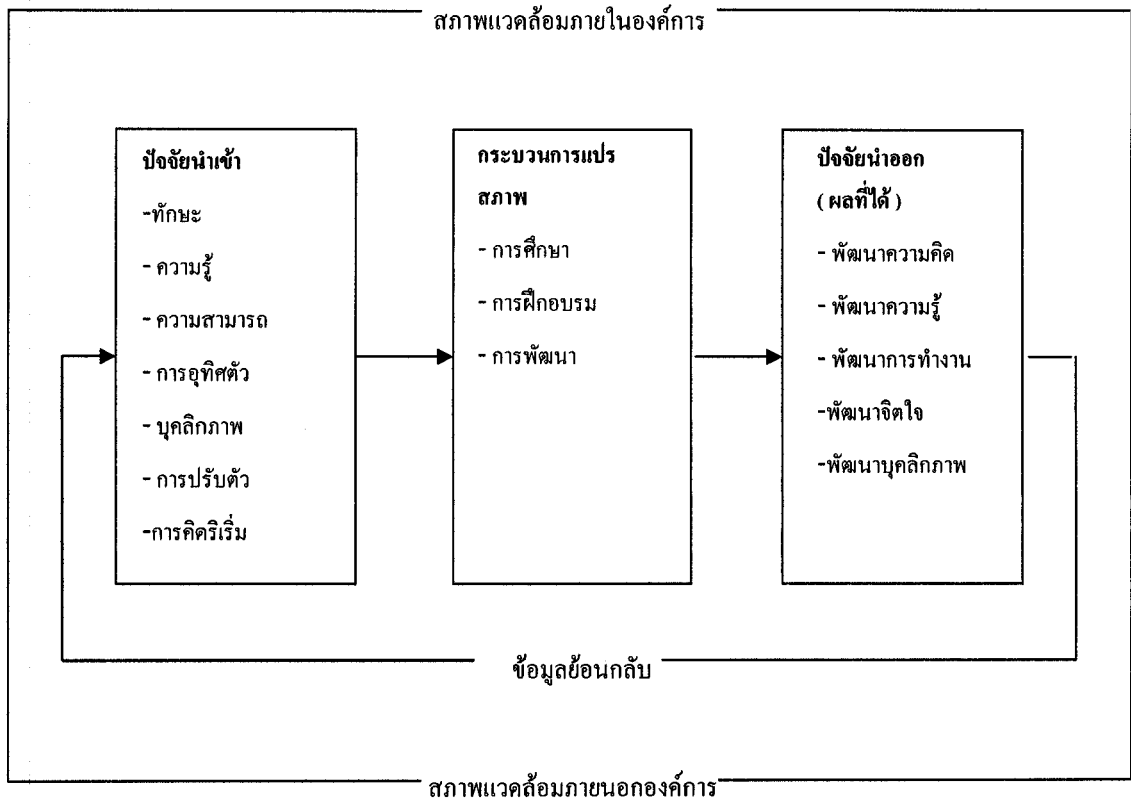 สภาพแวคล้อมภายในองค์การ
ปัจจัยนำเข้า
-ทักษะ
- ความรู้
- ความสามารถ
- การอุทิศตัว
- บุคลิกภาพ
- การปรับตัว
-การคิดริเริ่ม
กระบวนการแปร
สภาพ
- การศึกษา
- การฝึกอบรม
- การพัฒนา
ปัจจัยนำออก
( ผลที่ได้ )
- พัฒนาความคิด
- พัฒนาความรู้
- พัฒนาการทำงาน
-พัฒนาจิตใจ
-พัฒนาบุคลิกภาพ
ข้อมูลย้อนกลับ
สภาพแวคล้อมภายนอกองค์การ